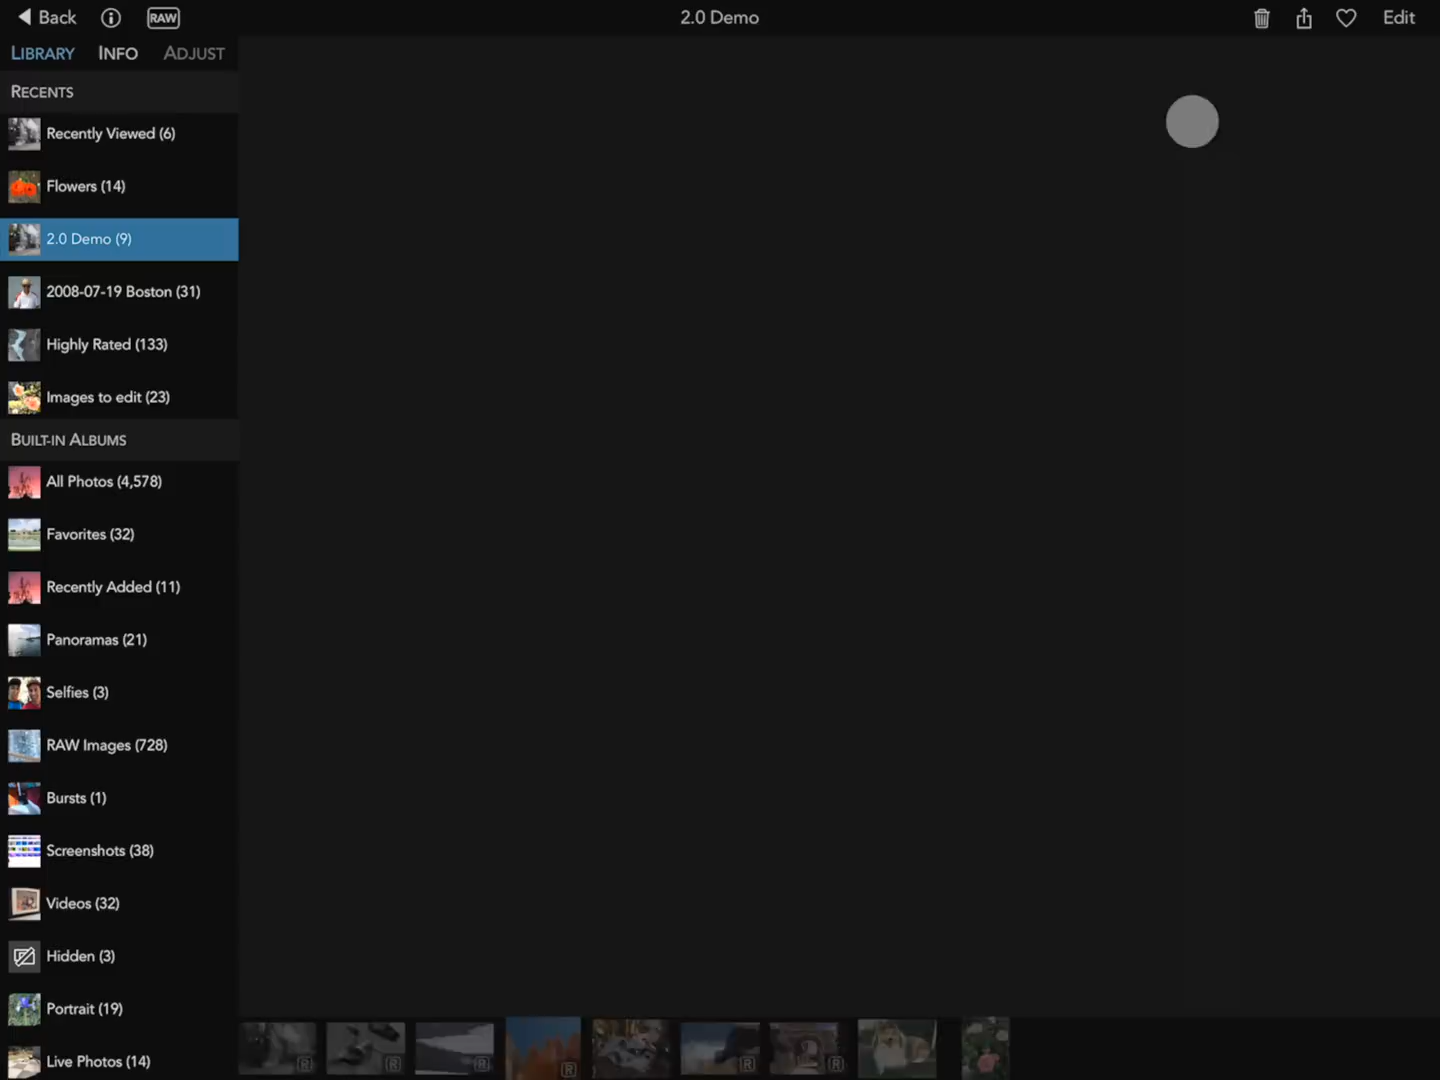 Back
RAW
2.0 Demo
Edit
LIBRARY
INFO
ADJUST
RECENTS
Recently Viewed (6)
Flowers (14)
2.0 Demo (9)
2008-07-19 Boston (31)
Highly Rated (133)
Images to edit (23)
BUILT-IN ALBUMS
All Photos (4,578)
Favorites (32)
Recently Added (11)
Panoramas (21)
Selfies (3)
RAW Images (728)
Bursts (1)
Screenshots (38)
Videos (32)
Hidden (3)
Portrait (19)
Live Photos (14)
R
R
R
R
R
R